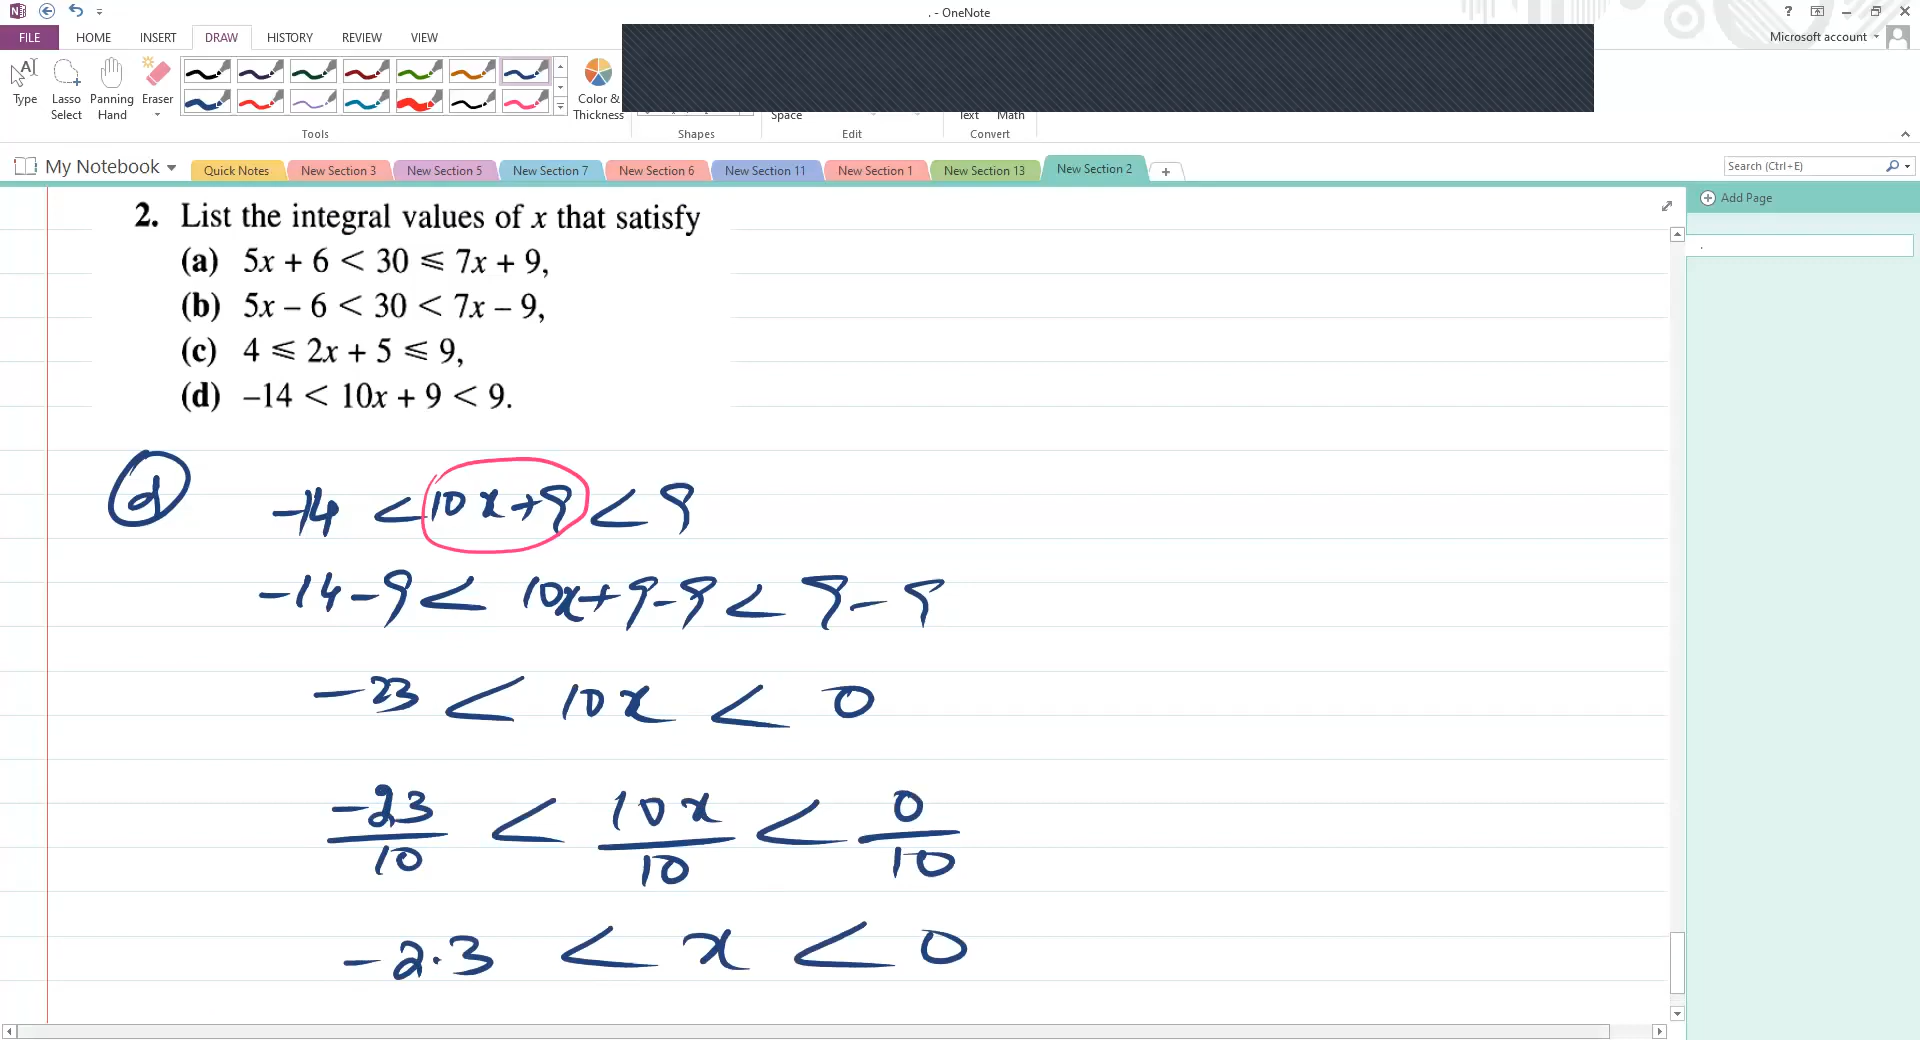 . - OneNote
?
FILE HOME INSERT DRAW HISTORY REVIEW VIEW
Microsoft account
Type Lasso Select Panning Hand Eraser
Color & Thickness
Space
Text Math
Tools Shapes Edit Convert
My Notebook Quick Notes New Section 3 New Section 5 New Section 7 New Section 6 New Section 11 New Section 1 New Section 13 New Section 2 +
Search (Ctrl+E)
Add Page
.
2. List the integral values of x that satisfy
(a) 5x + 6 < 30 ⩽ 7x + 9,
(b) 5x – 6 < 30 < 7x – 9,
(c) 4 ⩽ 2x + 5 ⩽ 9,
(d) –14 < 10x + 9 < 9.
d -14 < 10x+9 < 9
-14-9 < 10x+9-9 < 9-9
-23 < 10x < 0
-23/10 < 10x/10 < 0/10
-2.3 < x < 0